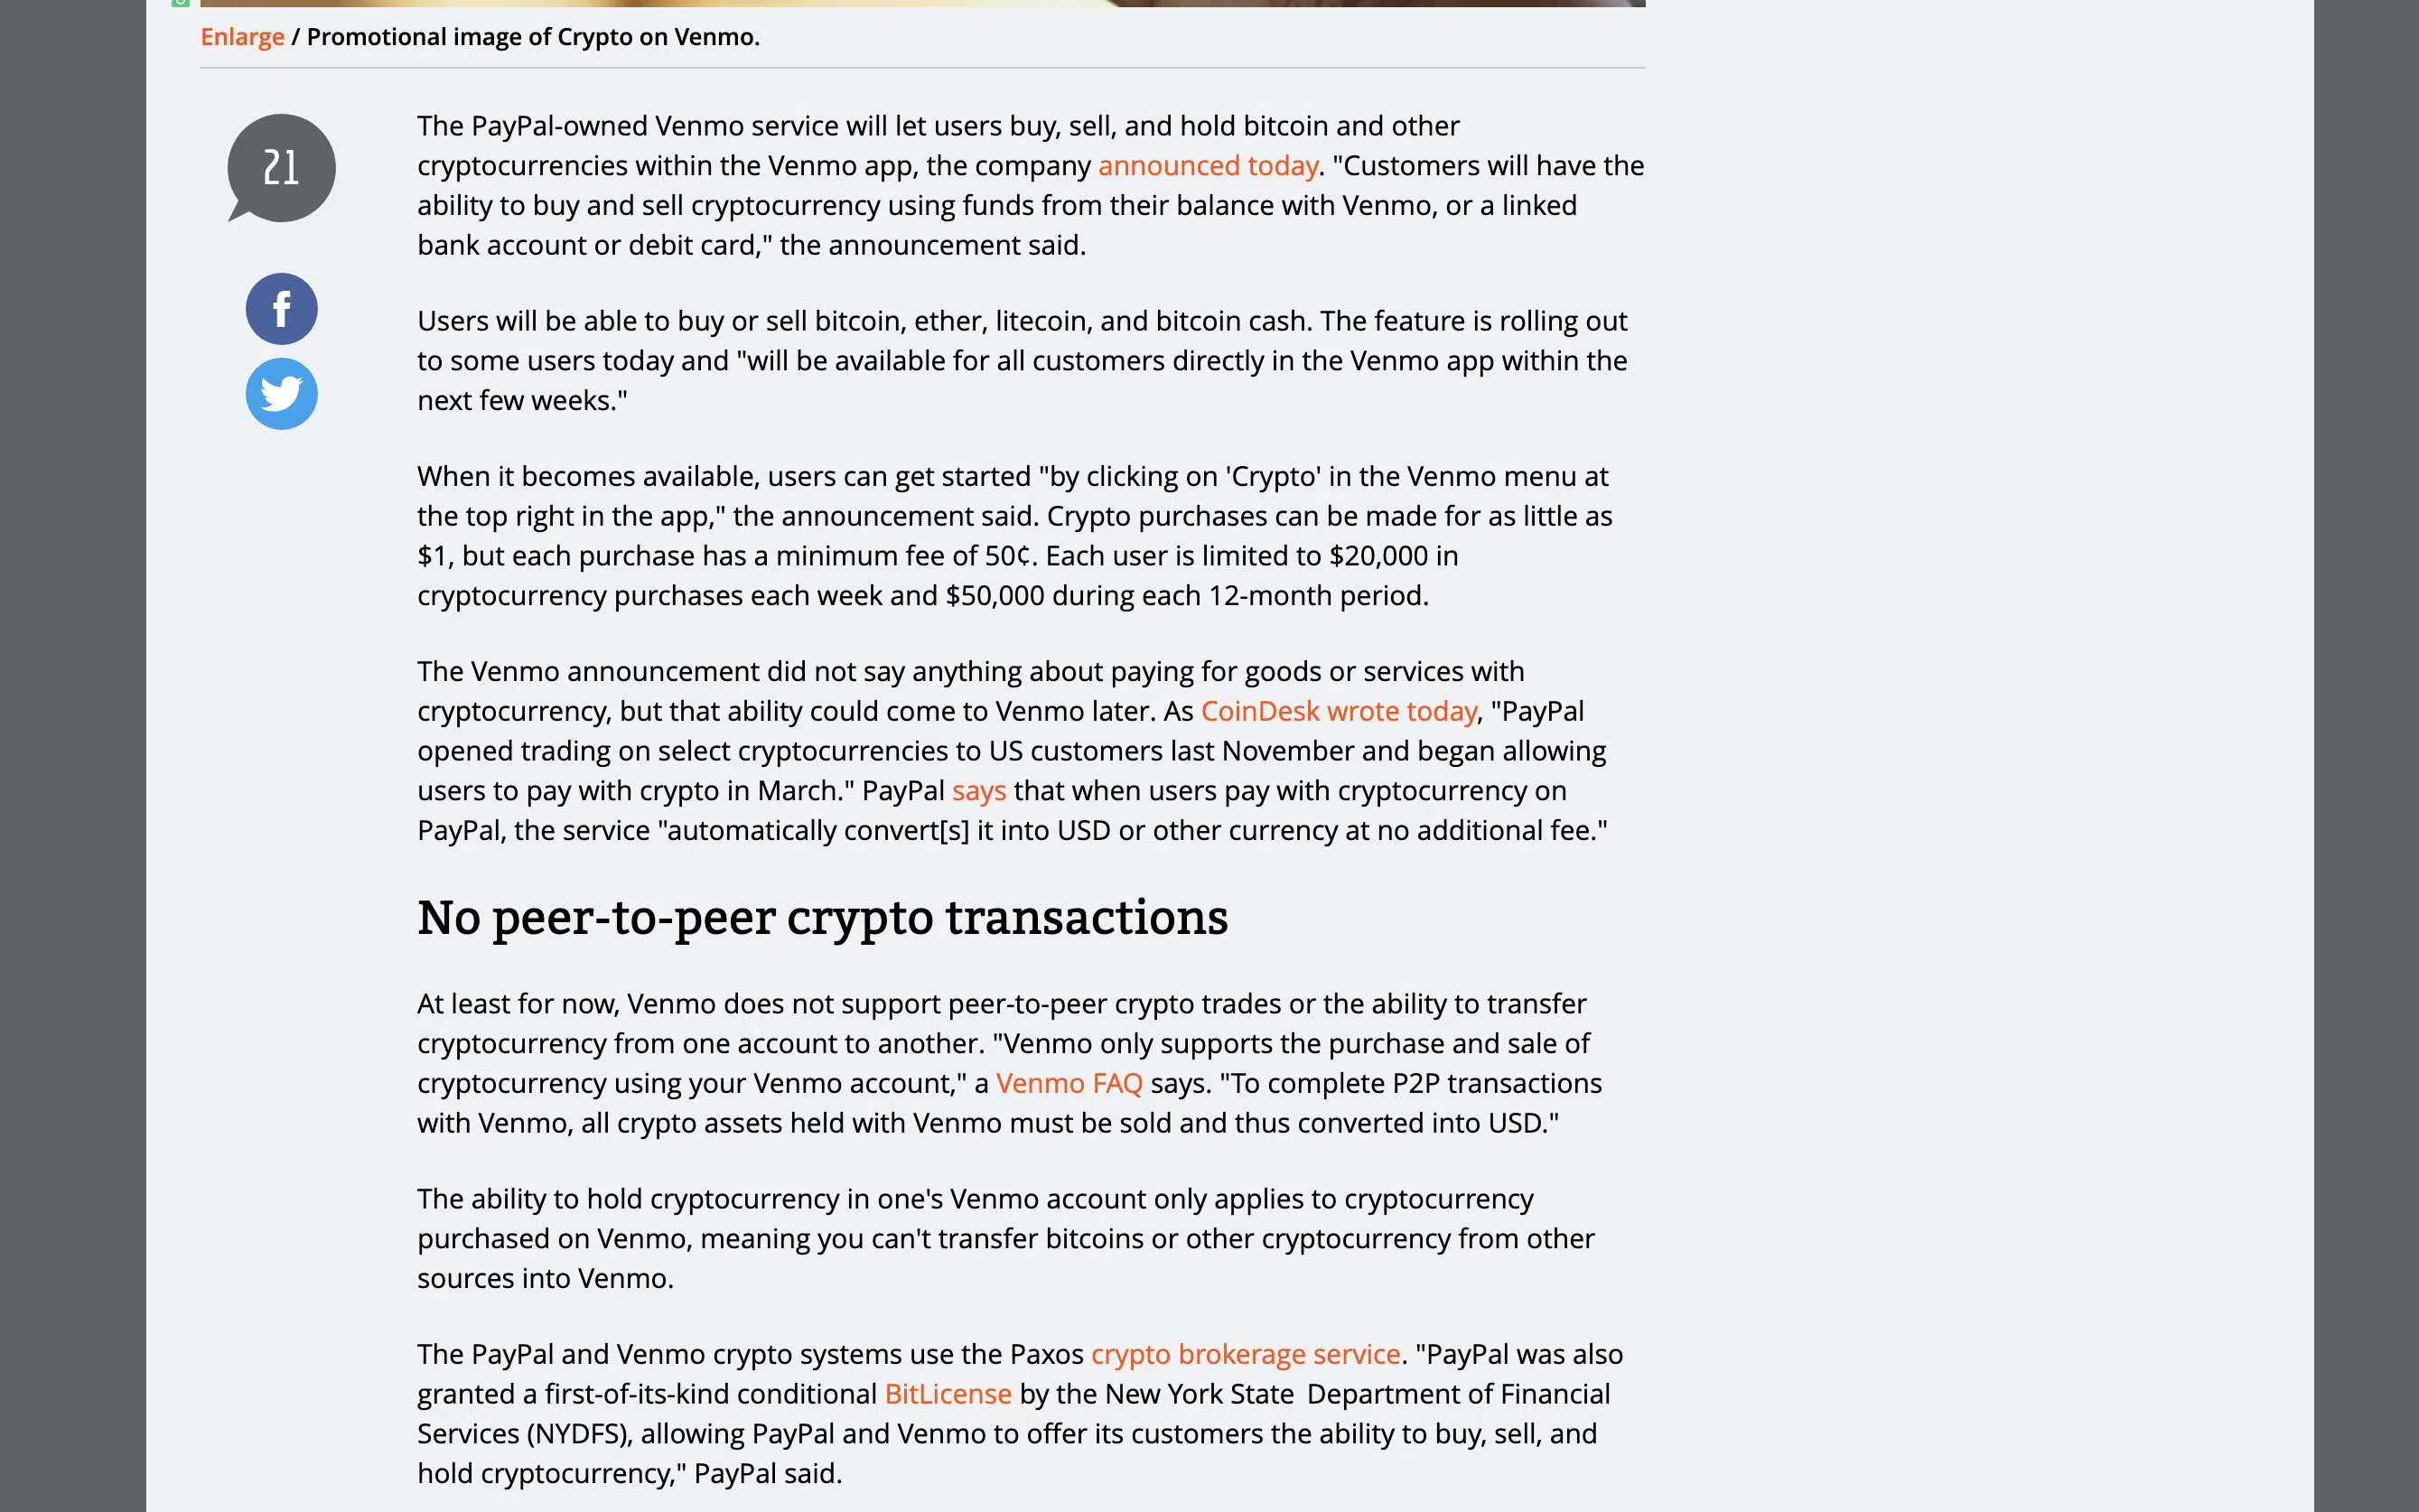 Enlarge / Promotional image of Crypto on Venmo.
21
The PayPal-owned Venmo service will let users buy, sell, and hold bitcoin and other
cryptocurrencies within the Venmo app, the company announced today. "Customers will have the
ability to buy and sell cryptocurrency using funds from their balance with Venmo, or a linked
bank account or debit card," the announcement said.
Users will be able to buy or sell bitcoin, ether, litecoin, and bitcoin cash. The feature is rolling out
to some users today and "will be available for all customers directly in the Venmo app within the
next few weeks."
When it becomes available, users can get started "by clicking on 'Crypto' in the Venmo menu at
the top right in the app," the announcement said. Crypto purchases can be made for as little as
$1, but each purchase has a minimum fee of 50¢. Each user is limited to $20,000 in
cryptocurrency purchases each week and $50,000 during each 12-month period.
The Venmo announcement did not say anything about paying for goods or services with
cryptocurrency, but that ability could come to Venmo later. As CoinDesk wrote today, "PayPal
opened trading on select cryptocurrencies to US customers last November and began allowing
users to pay with crypto in March." PayPal says that when users pay with cryptocurrency on
PayPal, the service "automatically convert[s] it into USD or other currency at no additional fee."
No peer-to-peer crypto transactions
At least for now, Venmo does not support peer-to-peer crypto trades or the ability to transfer
cryptocurrency from one account to another. "Venmo only supports the purchase and sale of
cryptocurrency using your Venmo account," a Venmo FAQ says. "To complete P2P transactions
with Venmo, all crypto assets held with Venmo must be sold and thus converted into USD."
The ability to hold cryptocurrency in one's Venmo account only applies to cryptocurrency
purchased on Venmo, meaning you can't transfer bitcoins or other cryptocurrency from other
sources into Venmo.
The PayPal and Venmo crypto systems use the Paxos crypto brokerage service. "PayPal was also
granted a first-of-its-kind conditional BitLicense by the New York State Department of Financial
Services (NYDFS), allowing PayPal and Venmo to offer its customers the ability to buy, sell, and
hold cryptocurrency," PayPal said.